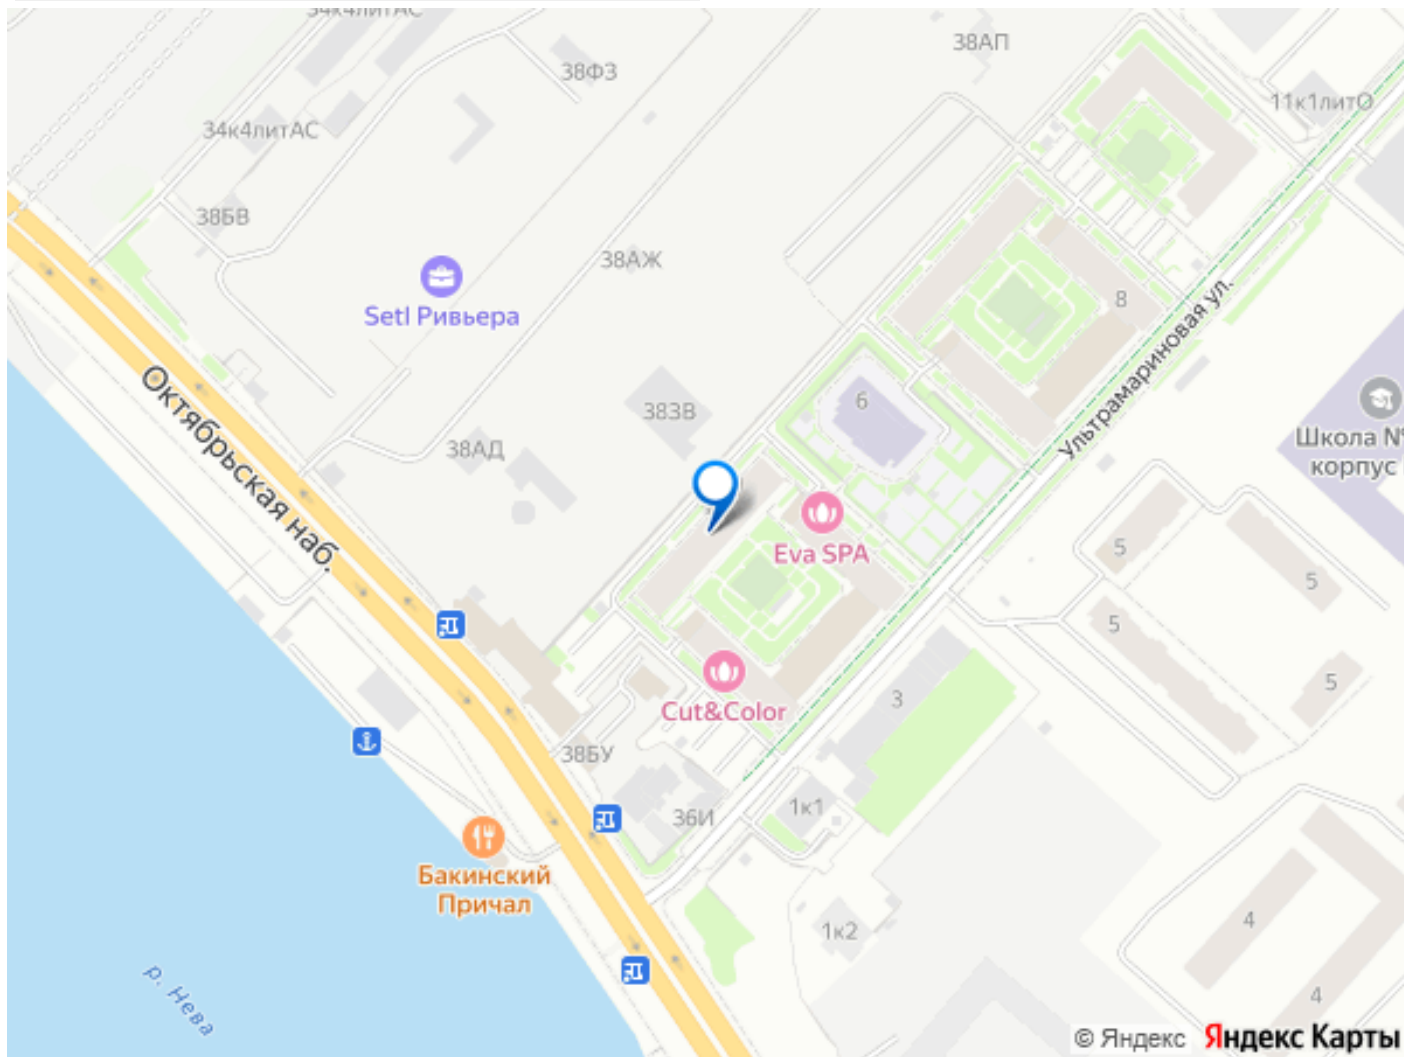 34к4литАС
38АП
38ФЗ
11к1литО
34к4литАС
38БВ
38АЖ
Setl Ривьера
8
Ультрамариновая ул.
Октябрьская наб.
6
38ЗВ
Школа №
корпус
38АД
Eva SPA
5
5
5
5
Cut&Color
3
38БУ
1к1
36И
Бакинский
Причал
1к2
4
4
р. Нева
© Яндекс Яндекс Карты